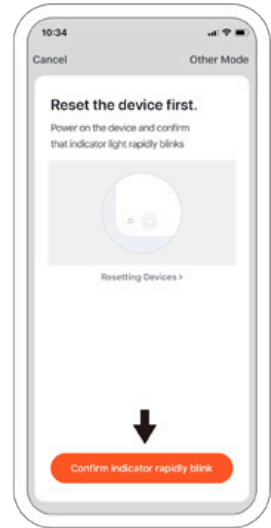 10:34
Cancel Other Mode
Reset the device first.
Power on the device and confirm
that indicator light rapidly blinks
Resetting Devices >
Confirm indicator rapidly blink